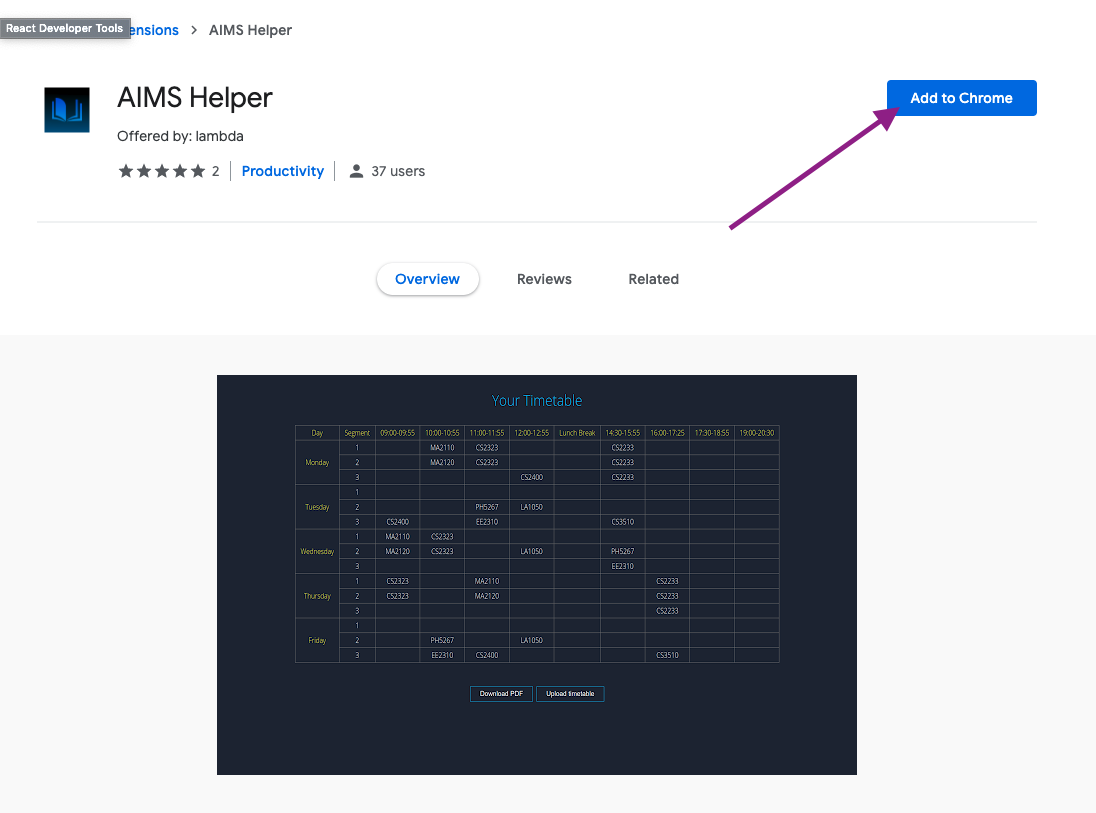 React Developer Tools
ensions > AIMS Helper
AIMS Helper
Add to Chrome
Offered by: lambda
2 Productivity 37 users
Overview Reviews Related
Your Timetable
Day Segment 09:00-09:55 10:00-10:55 11:00-11:55 12:00-12:55 Lunch Break 14:30-15:55 16:00-17:25 17:30-18:55 19:00-20:30
1 MA2110 CS2323 CS2233
Monday 2 MA2120 CS2323 CS2233
3 CS2400 CS2233
1
Tuesday 2 PH5267 LA1050
3 CS2400 EE2310 CS3510
1 MA2110 CS2323
Wednesday 2 MA2120 CS2323 LA1050 PH5267
3 EE2310
1 CS2323 MA2110 CS2233
Thursday 2 CS2323 MA2120 CS2233
3 CS2233
1
Friday 2 PH5267 LA1050
3 EE2310 CS2400 CS3510
Download PDF Upload timetable